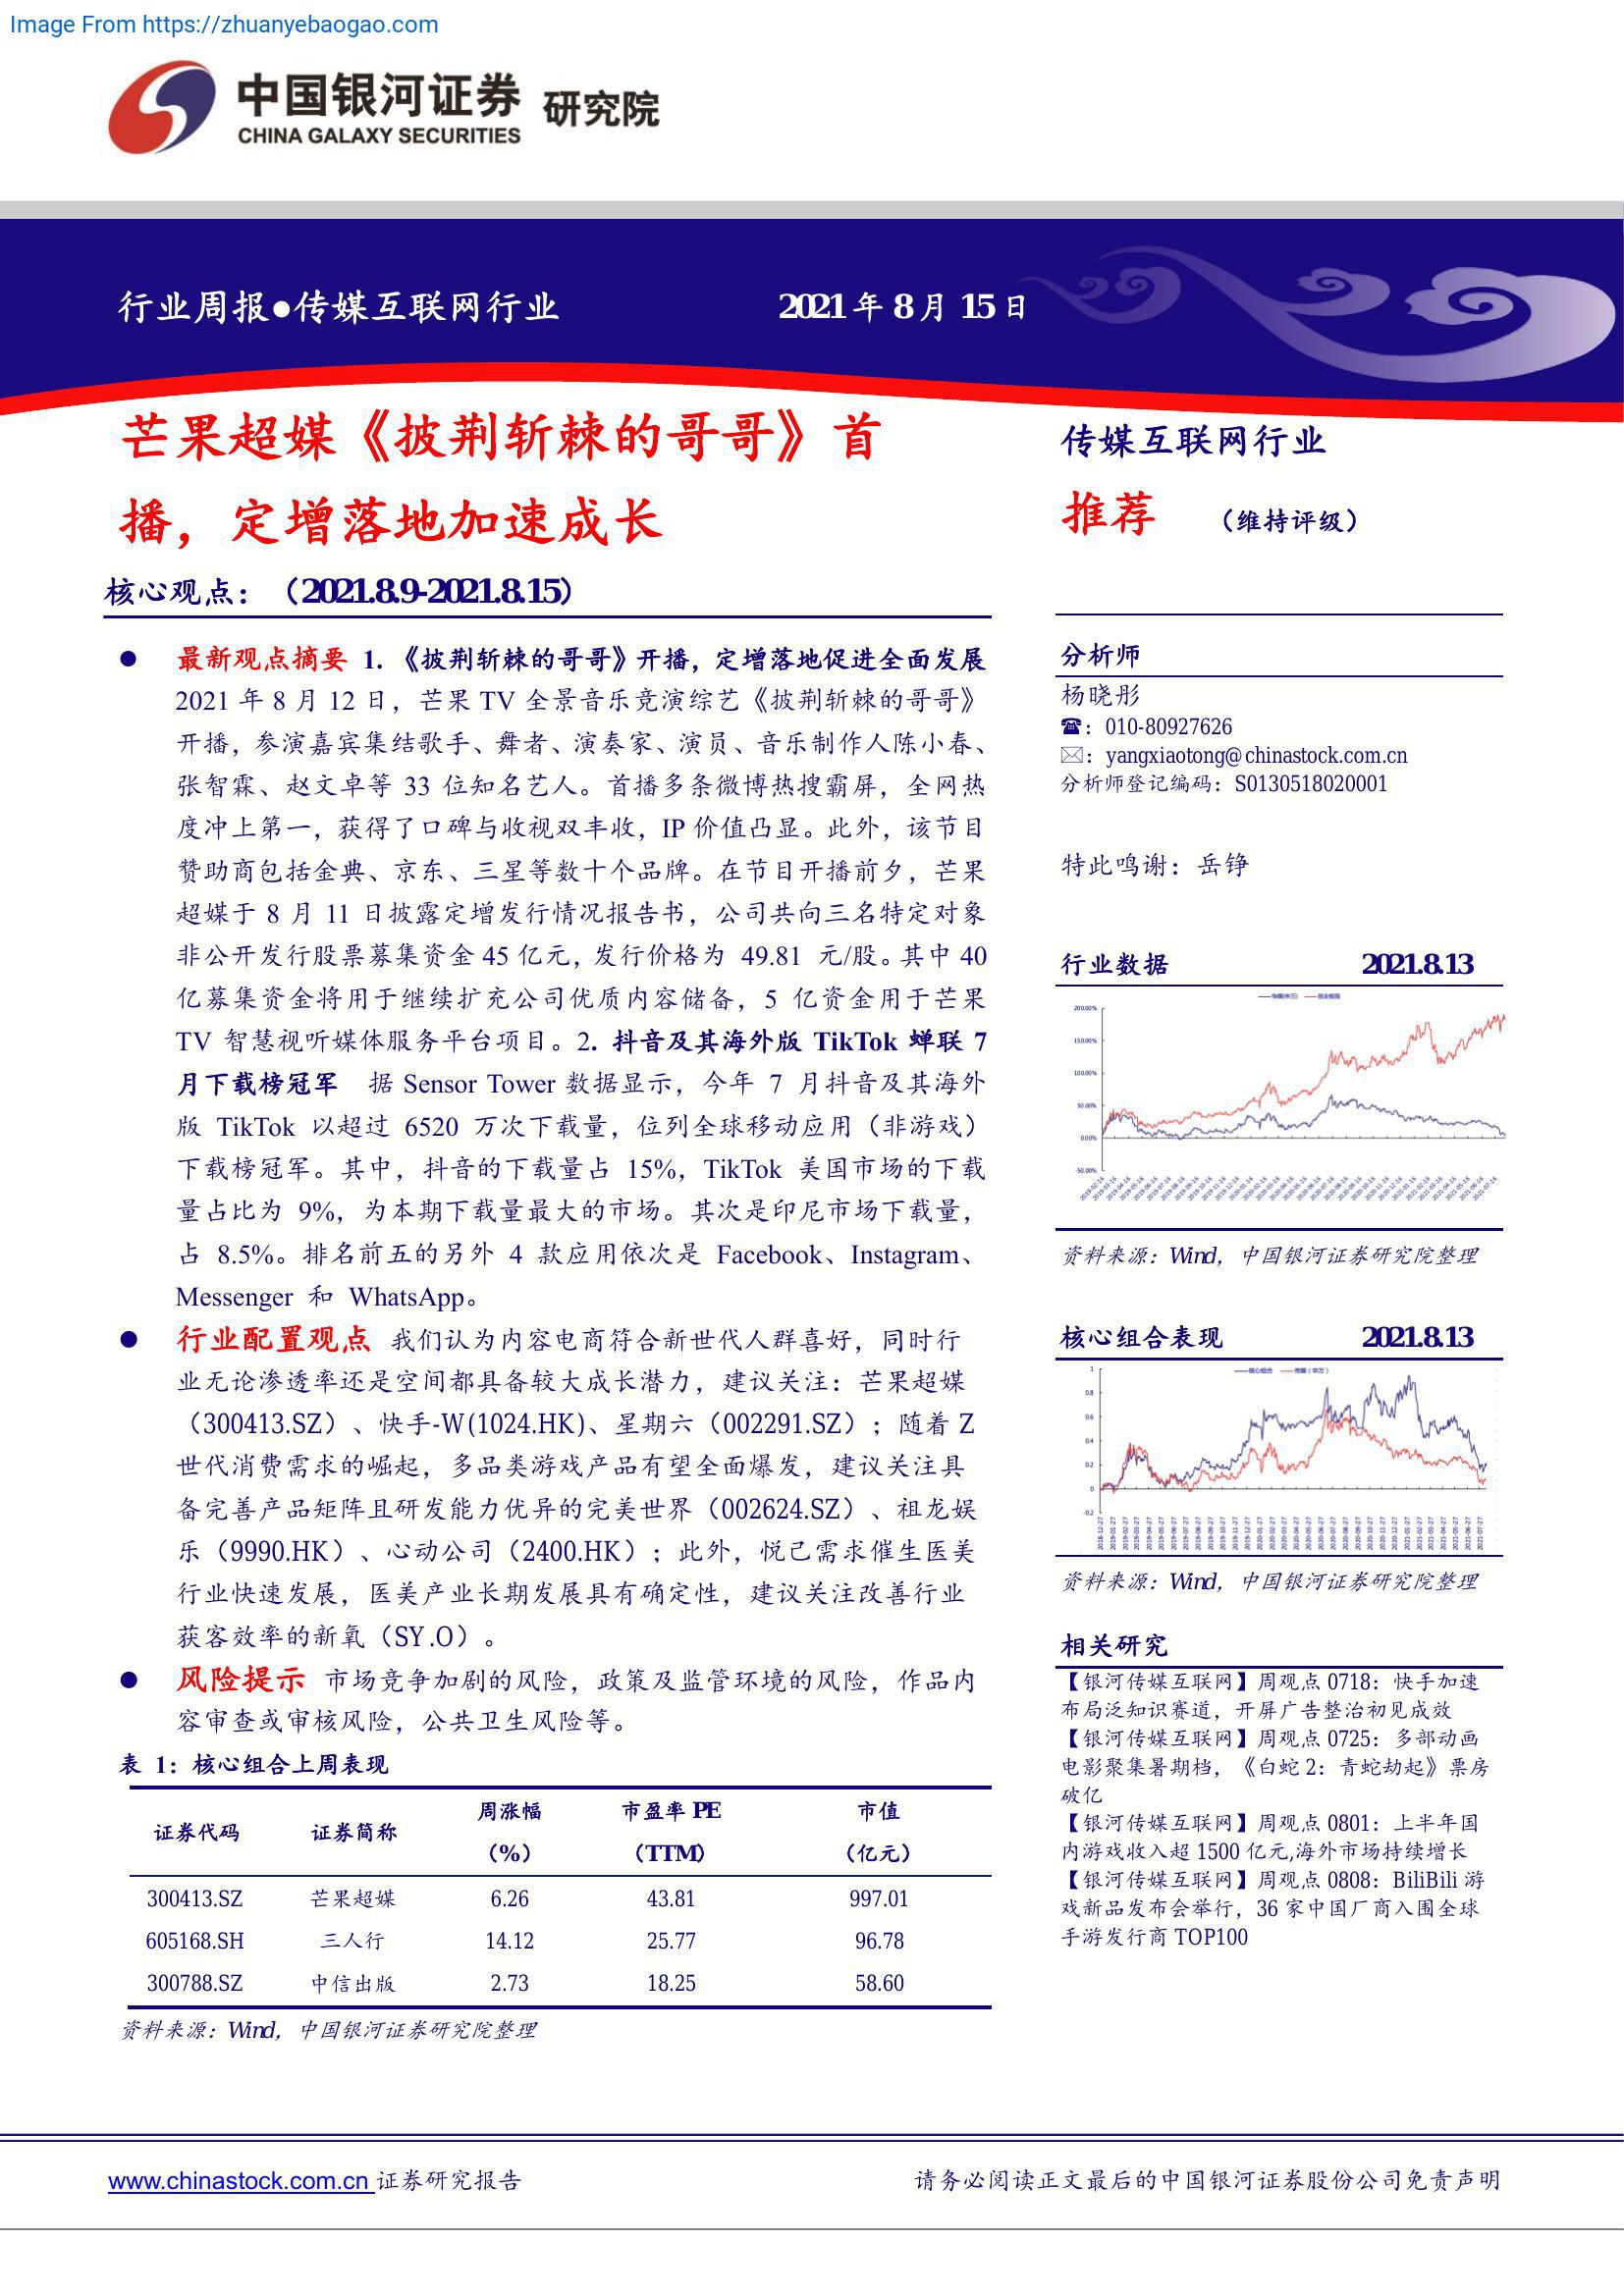 Image From https://zhuanyebaogao.com
中国银河证券 研究院
CHINA GALAXY SECURITIES
行业周报●传媒互联网行业 2021年8月15日
芒果超媒《披荆斩棘的哥哥》首
播，定增落地加速成长
核心观点：（2021.8.9-2021.8.15）
● 最新观点摘要 1.《披荆斩棘的哥哥》开播，定增落地促进全面发展
2021 年 8 月 12 日，芒果 TV 全景音乐竞演综艺《披荆斩棘的哥哥》
开播，参演嘉宾集结歌手、舞者、演奏家、演员、音乐制作人陈小春、
张智霖、赵文卓等 33 位知名艺人。首播多条微博热搜霸屏，全网热
度冲上第一，获得了口碑与收视双丰收，IP 价值凸显。此外，该节目
赞助商包括金典、京东、三星等数十个品牌。在节目开播前夕，芒果
超媒于 8 月 11 日披露定增发行情况报告书，公司共向三名特定对象
非公开发行股票募集资金 45 亿元，发行价格为 49.81 元/股。其中 40
亿募集资金将用于继续扩充公司优质内容储备，5 亿资金用于芒果
TV 智慧视听媒体服务平台项目。2. 抖音及其海外版 TikTok 蝉联 7
月下载榜冠军 据 Sensor Tower 数据显示，今年 7 月抖音及其海外
版 TikTok 以超过 6520 万次下载量，位列全球移动应用（非游戏）
下载榜冠军。其中，抖音的下载量占 15%，TikTok 美国市场的下载
量占比为 9%，为本期下载量最大的市场。其次是印尼市场下载量，
占 8.5%。排名前五的另外 4 款应用依次是 Facebook、Instagram、
Messenger 和 WhatsApp。
● 行业配置观点 我们认为内容电商符合新世代人群喜好，同时行
业无论渗透率还是空间都具备较大成长潜力，建议关注：芒果超媒
（300413.SZ）、快手-W(1024.HK)、星期六（002291.SZ）；随着 Z
世代消费需求的崛起，多品类游戏产品有望全面爆发，建议关注具
备完善产品矩阵且研发能力优异的完美世界（002624.SZ）、祖龙娱
乐（9990.HK）、心动公司（2400.HK）；此外，悦己需求催生医美
行业快速发展，医美产业长期发展具有确定性，建议关注改善行业
获客效率的新氧（SY.O）。
● 风险提示 市场竞争加剧的风险，政策及监管环境的风险，作品内
容审查或审核风险，公共卫生风险等。
表 1：核心组合上周表现
证券代码 证券简称 周涨幅（%） 市盈率 PE（TTM） 市值（亿元）
300413.SZ 芒果超媒 6.26 43.81 997.01
605168.SH 三人行 14.12 25.77 96.78
300788.SZ 中信出版 2.73 18.25 58.60
资料来源：Wind，中国银河证券研究院整理
传媒互联网行业
推荐 （维持评级）
分析师
杨晓彤
☎：010-80927626
✉：yangxiaotong@chinastock.com.cn
分析师登记编码：S0130518020001
特此鸣谢：岳铮
行业数据 2021.8.13
200.00%
150.00%
100.00%
50.00%
0.00%
-50.00%
资料来源：Wind，中国银河证券研究院整理
核心组合表现 2021.8.13
核心组合 传媒（申万）
1
0.8
0.6
0.4
0.2
0
-0.2
资料来源：Wind，中国银河证券研究院整理
相关研究
【银河传媒互联网】周观点 0718：快手加速
布局泛知识赛道，开屏广告整治初见成效
【银河传媒互联网】周观点 0725：多部动画
电影聚集暑期档，《白蛇 2：青蛇劫起》票房
破亿
【银河传媒互联网】周观点 0801：上半年国
内游戏收入超 1500 亿元,海外市场持续增长
【银河传媒互联网】周观点 0808：BiliBili 游
戏新品发布会举行，36 家中国厂商入围全球
手游发行商 TOP100
www.chinastock.com.cn 证券研究报告 请务必阅读正文最后的中国银河证券股份公司免责声明